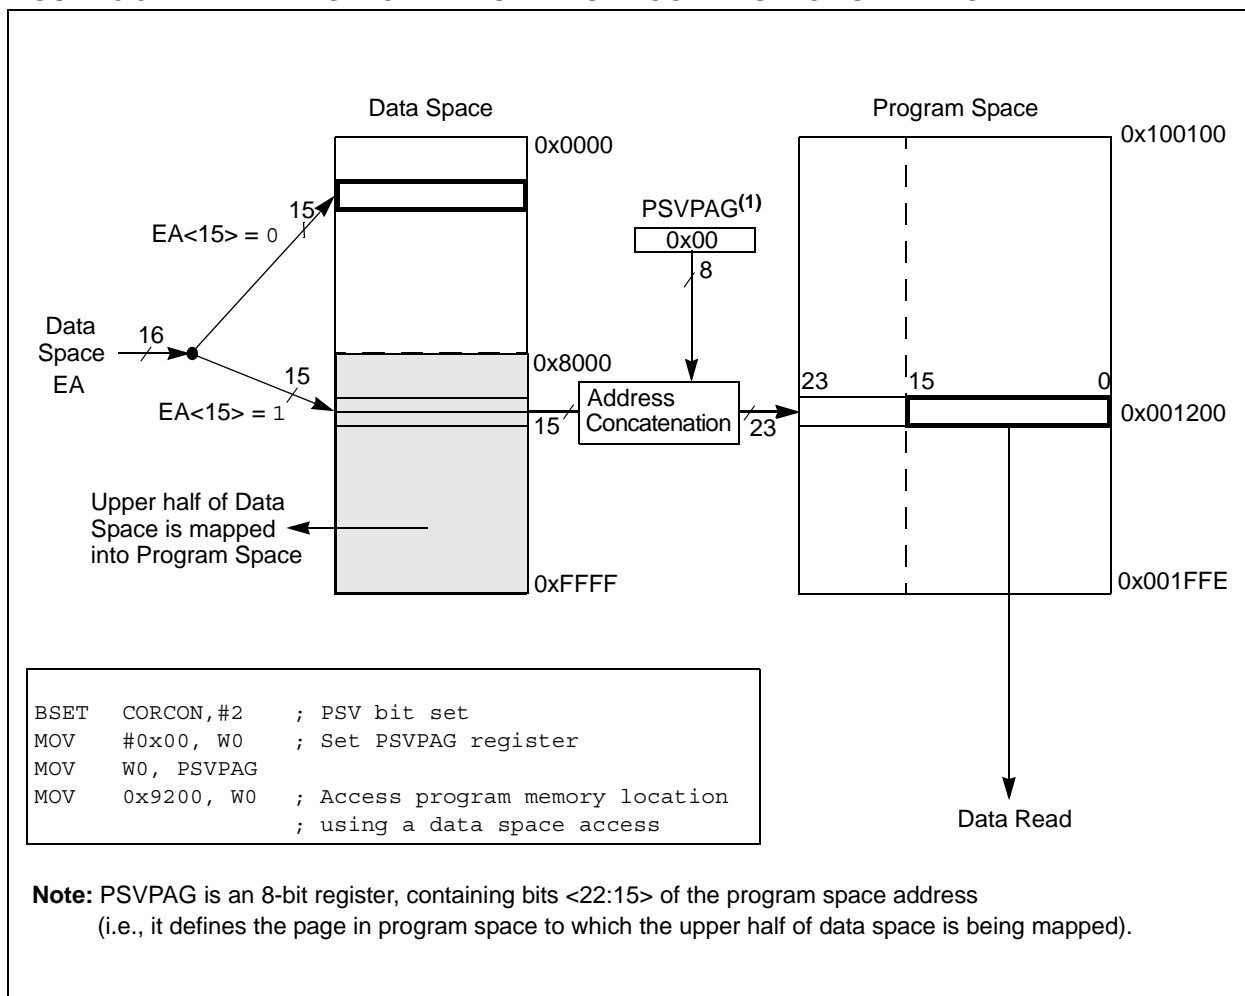 Data Space
Program Space
0x0000
0x100100
15
PSVPAG(1)
EA<15> = 0
0x00
8
Data
Space
EA
16
0x8000
15
23
15
0
EA<15> = 1
15
Address
Concatenation
23
0x001200
Upper half of Data
Space is mapped
into Program Space
0xFFFF
0x001FFE
BSET CORCON,#2 ; PSV bit set
MOV #0x00, W0 ; Set PSVPAG register
MOV W0, PSVPAG
MOV 0x9200, W0 ; Access program memory location
; using a data space access
Data Read
Note: PSVPAG is an 8-bit register, containing bits <22:15> of the program space address
(i.e., it defines the page in program space to which the upper half of data space is being mapped).